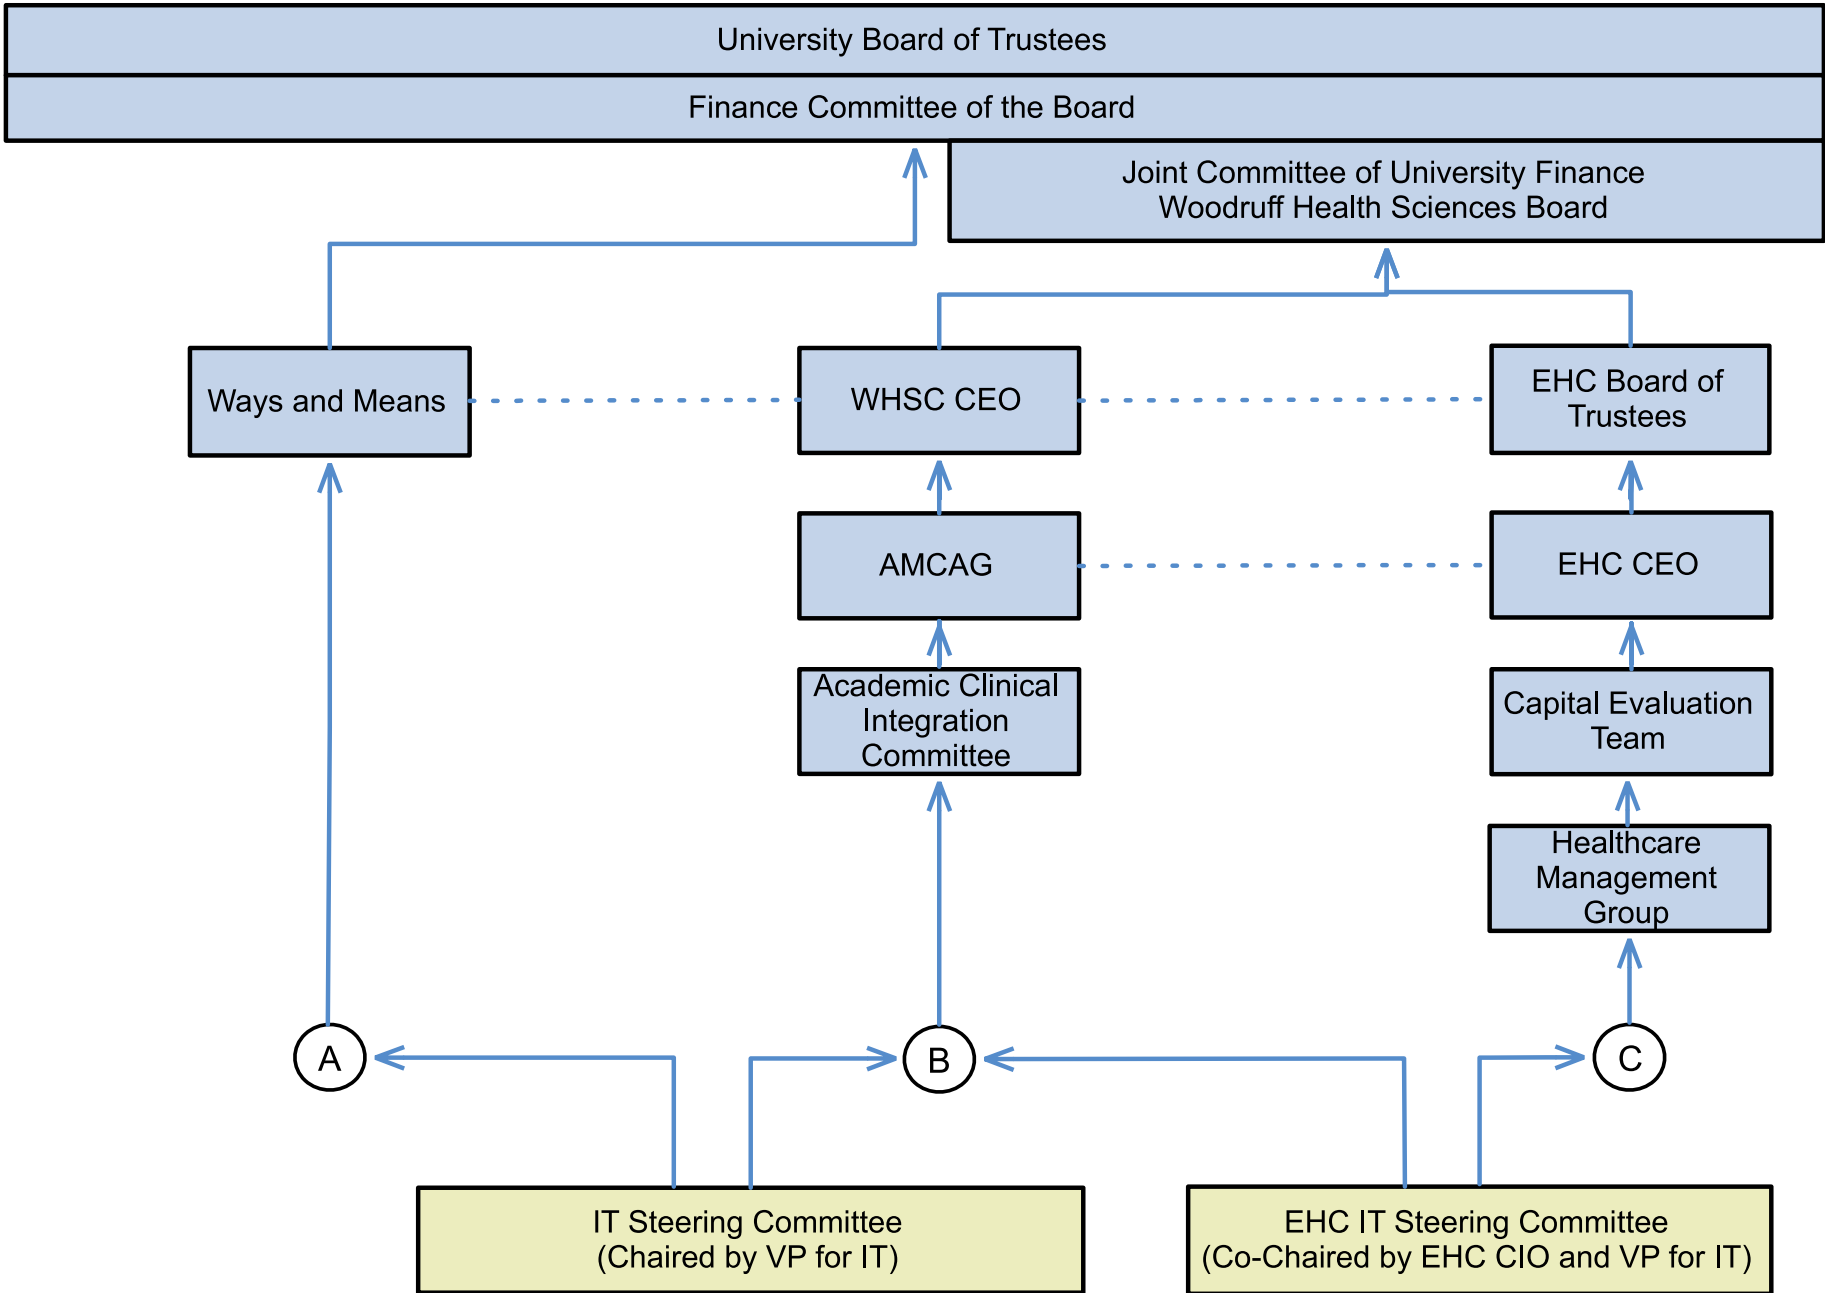 University Board of Trustees
Finance Committee of the Board
Joint Committee of University Finance
Woodruff Health Sciences Board
Ways and Means
WHSC CEO
EHC Board of
Trustees
AMCAG
EHC CEO
Academic Clinical
Integration
Committee
Capital Evaluation
Team
Healthcare
Management
Group
A
B
C
IT Steering Committee
(Chaired by VP for IT)
EHC IT Steering Committee
(Co-Chaired by EHC CIO and VP for IT)